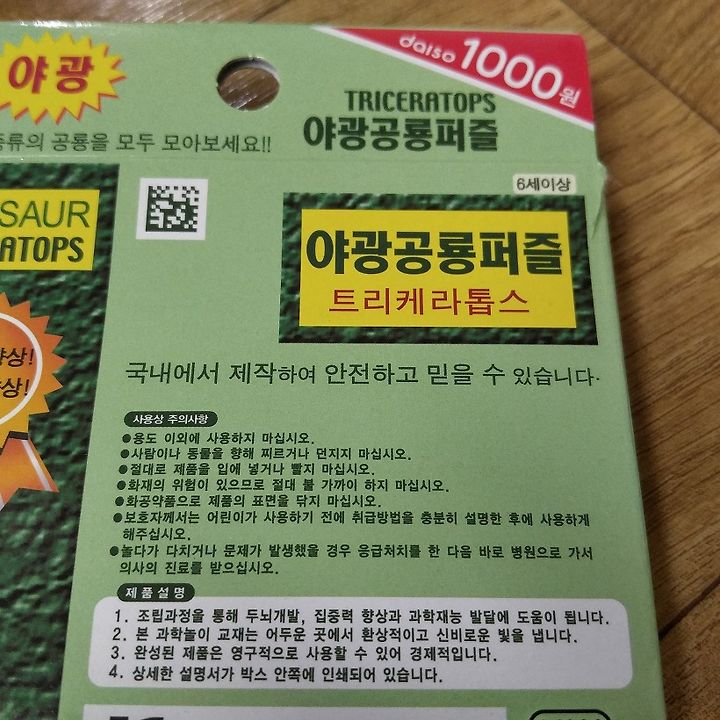 야광
daiso 1000원
TRICERATOPS
종류의 공룡을 모두 모아보세요!!
야광공룡퍼즐
6세이상
SAUR
ATOPS
야광공룡퍼즐
트리케라톱스
상!
상!
국내에서 제작하여 안전하고 믿을 수 있습니다.
사용상 주의사항
●용도 이외에 사용하지 마십시오.
●사람이나 동물을 향해 찌르거나 던지지 마십시오.
●절대로 제품을 입에 넣거나 빨지 마십시오.
●화재의 위험이 있으므로 절대 불 가까이 하지 마십시오.
●화공약품으로 제품의 표면을 닦지 마십시오.
●보호자께서는 어린이가 사용하기 전에 취급방법을 충분히 설명한 후에 사용하게
해주십시오.
●놀다가 다치거나 문제가 발생했을 경우 응급처치를 한 다음 바로 병원으로 가서
의사의 진료를 받으십시오.
제품설명
1. 조립과정을 통해 두뇌개발, 집중력 향상과 과학재능 발달에 도움이 됩니다.
2. 본 과학놀이 교재는 어두운 곳에서 환상적이고 신비로운 빛을 냅니다.
3. 완성된 제품은 영구적으로 사용할 수 있어 경제적입니다.
4. 상세한 설명서가 박스 안쪽에 인쇄되어 있습니다.